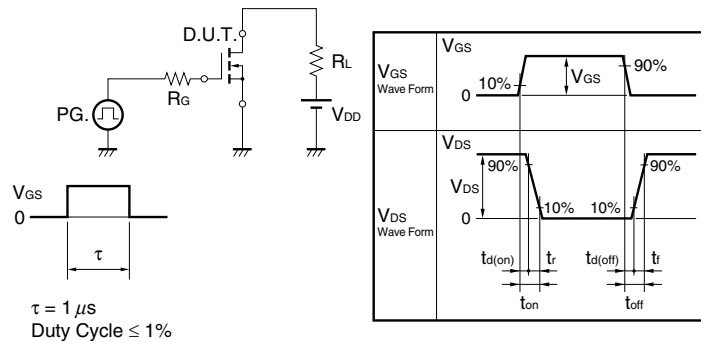 D.U.T.
RL
RG
PG.
VDD
VGS
0
τ
τ = 1 μs
Duty Cycle ≤ 1%
VGS
Wave Form
VGS
10%
90%
VGS
0
VDS
Wave Form
VDS
90%
90%
VDS
10%
10%
0
td(on)
tr
td(off)
tf
ton
toff